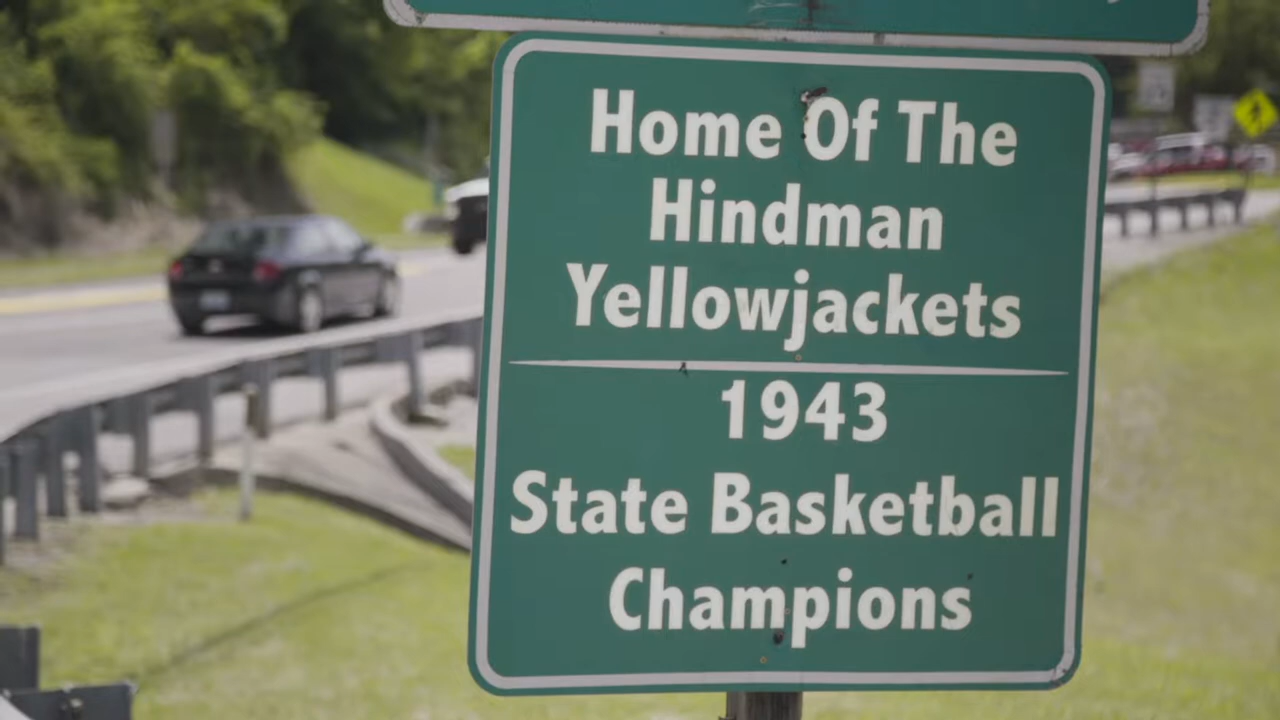 Home Of The
Hindman
Yellowjackets
1943
State Basketball
Champions